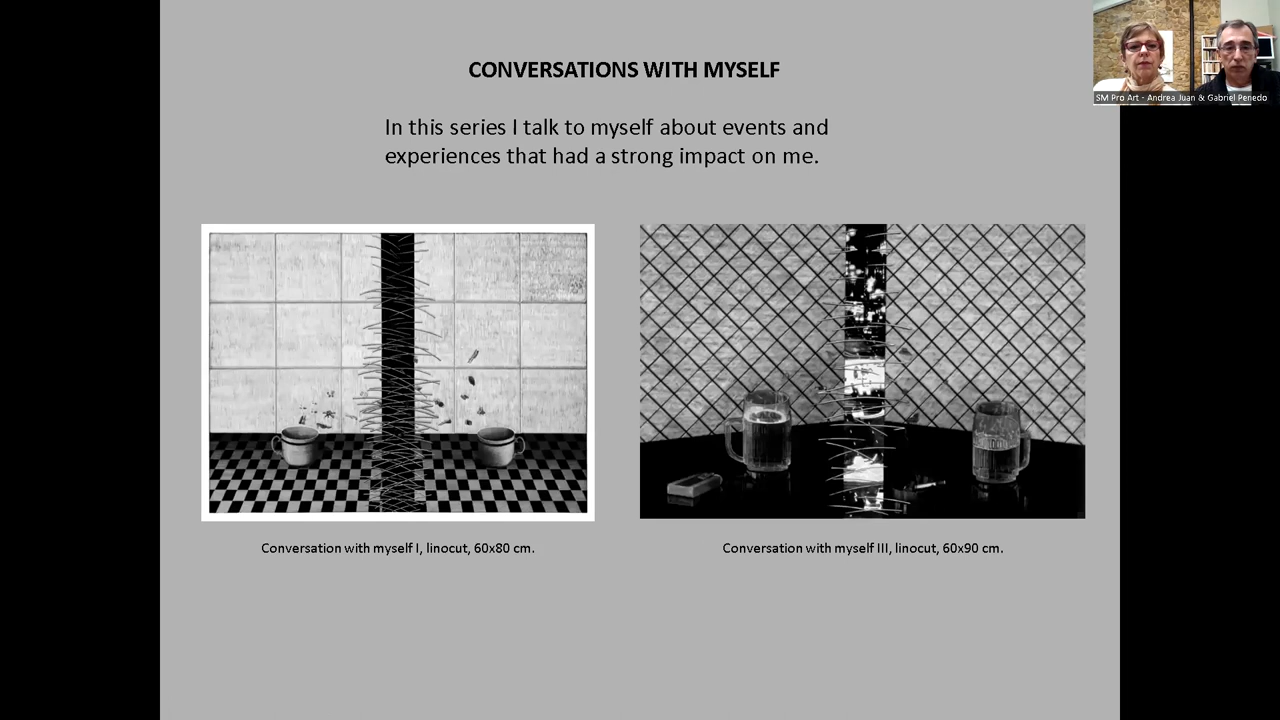 SM Pro Art - Andrea Juan & Gabriel Penedo
CONVERSATIONS WITH MYSELF
In this series I talk to myself about events and
experiences that had a strong impact on me.
Conversation with myself I, linocut, 60x80 cm.
Conversation with myself III, linocut, 60x90 cm.